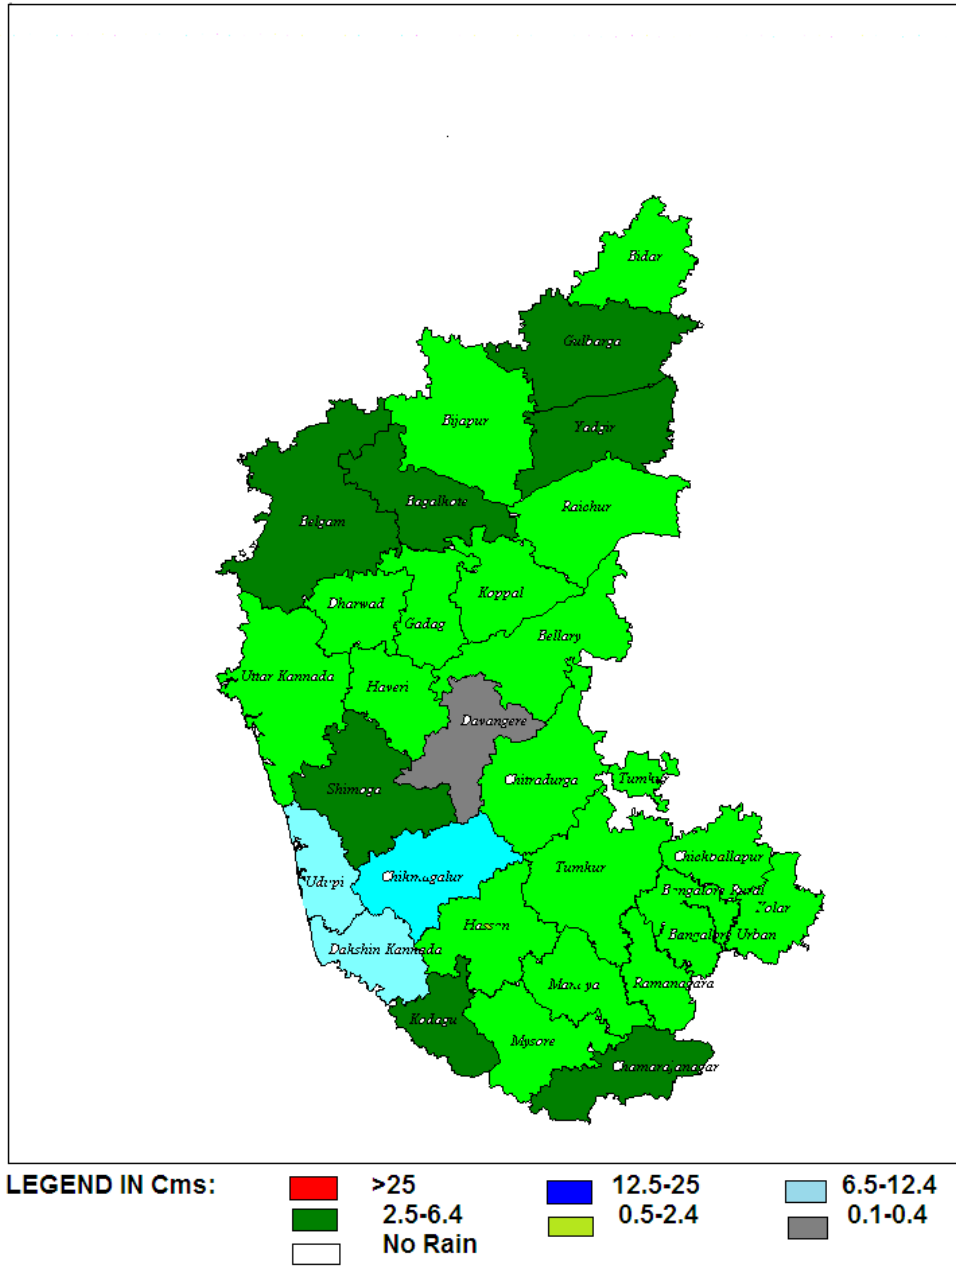 Bidar
Gulbarga
Bijapur
Yadgir
Bagalkote
Raichur
Belgam
Koppal
Dharwad
Gadag
Bellary
Uttar Kannada
Haveri
Davangere
Chitradurga
Tumkur
Shimoga
Chickballapur
Tumkur
Chikmagalur
Udupi
Bangalore Rural
Kolar
Hassan
Bangalore Urban
Dakshin Kannada
Mandya
Ramanagara
Kodagu
Mysore
Chamarajanagar
LEGEND IN Cms: >25 12.5-25 6.5-12.4
2.5-6.4 0.5-2.4 0.1-0.4
No Rain